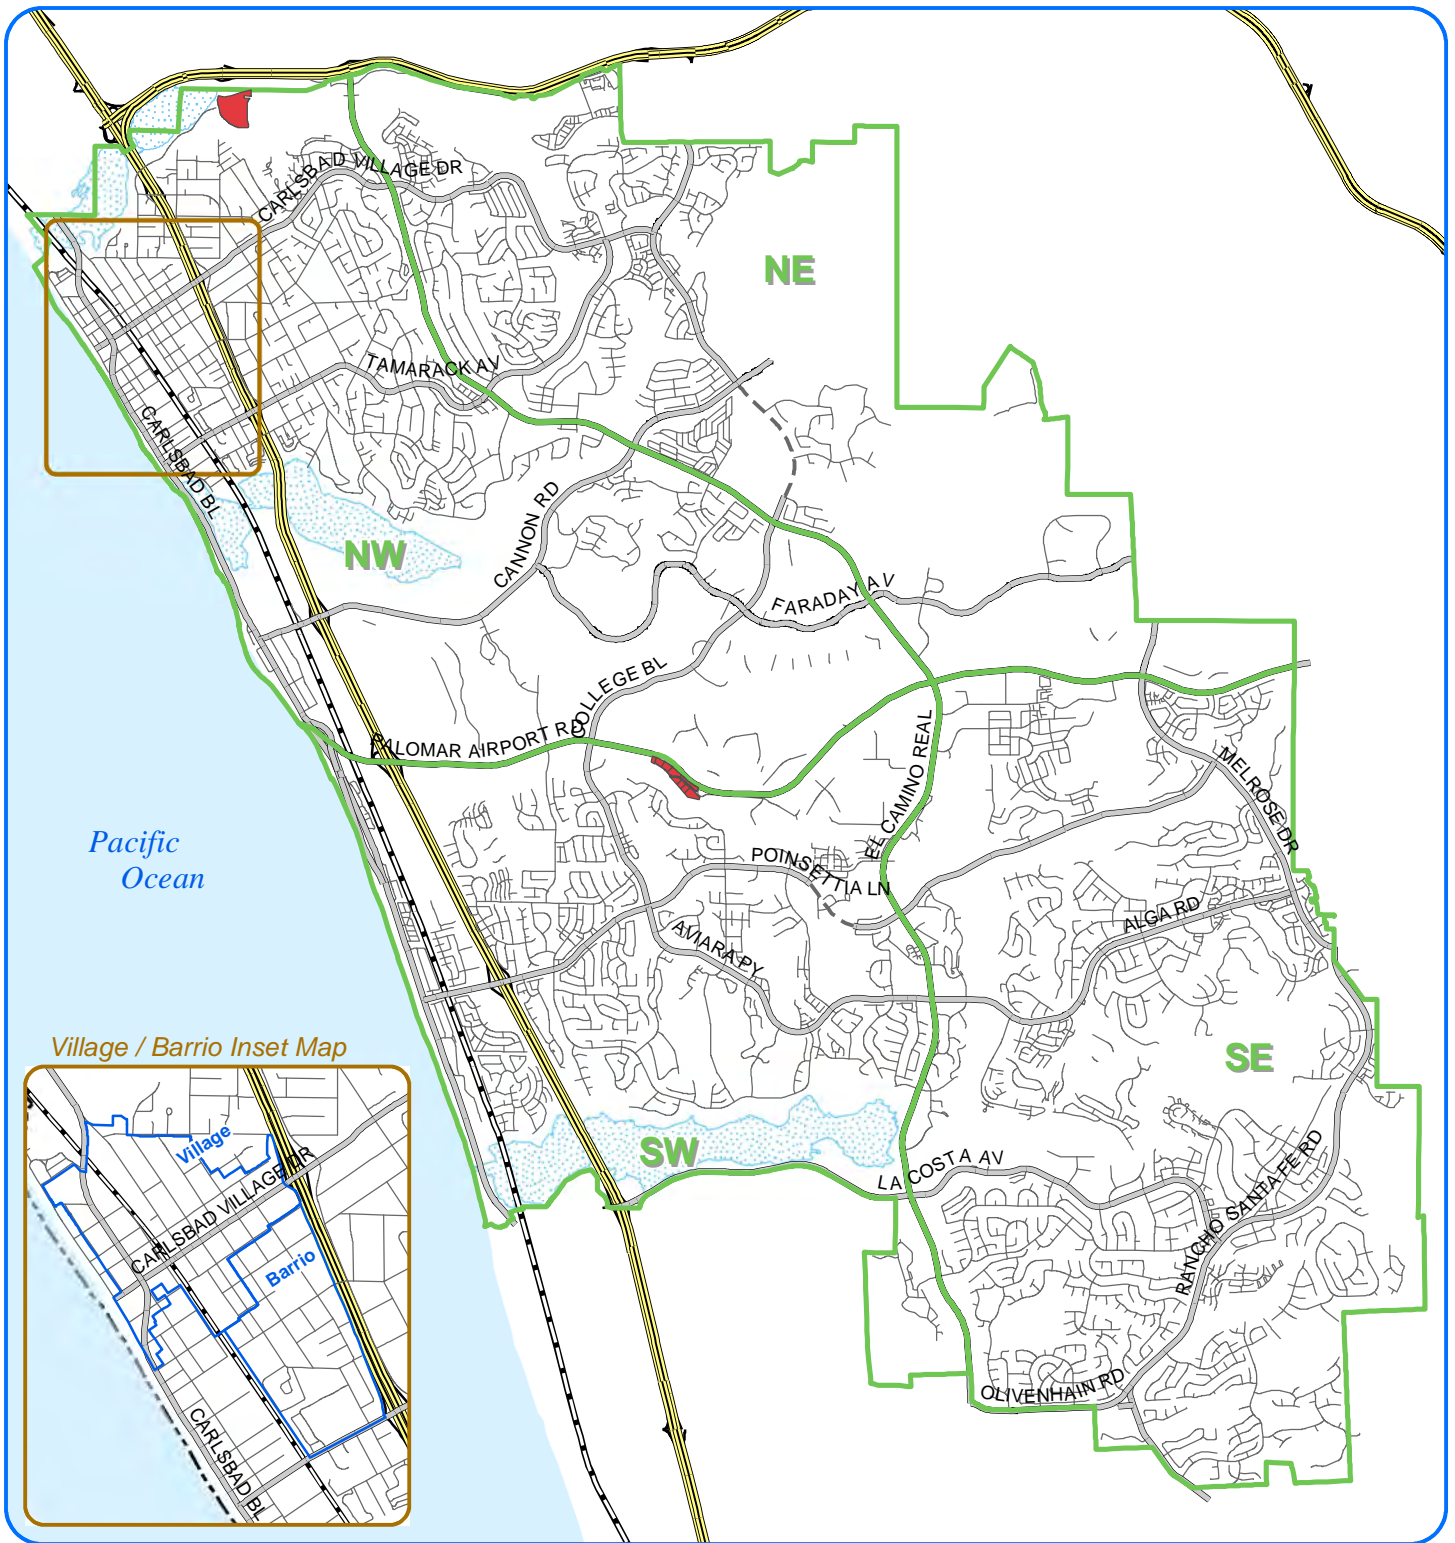 CARLSBAD VILLAGE DR
NE
TAMARACK AV
CARLSBAD BL
CANNON RD
NW
FARADAY AV
COLLEGE BL
PALOMAR AIRPORT RD
EL CAMINO REAL
MELROSE DR
Pacific
Ocean
POINSETTIA LN
ALGA RD
AVIARA PY
Village / Barrio Inset Map
SE
SW
LA COSTA AV
RANCHO SANTA FE RD
OLIVENHAIN RD
Village
CARLSBAD VILLAGE DR
Barrio
CARLSBAD BL